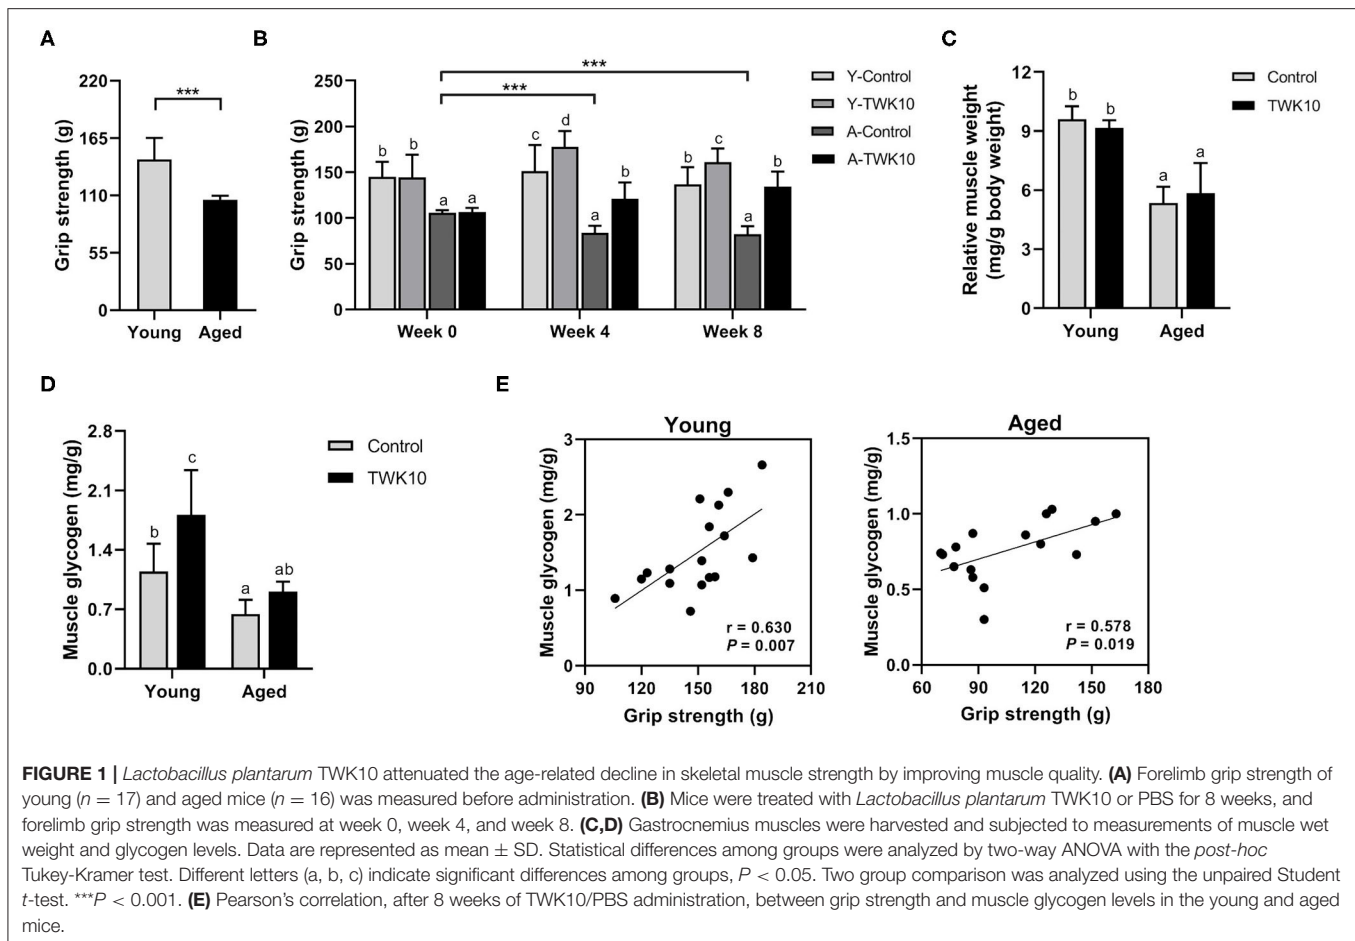 A
Grip strength (g)
220
165
110
55
0
***
Young
Aged
B
Grip strength (g)
250
200
150
100
50
0
***
***
b
b
a
a
c
d
a
b
b
c
a
b
Week 0
Week 4
Week 8
Y-Control
Y-TWK10
A-Control
A-TWK10
C
Relative muscle weight
(mg/g body weight)
12
9
6
3
0
b
b
a
a
Young
Aged
Control
TWK10
D
Muscle glycogen (mg/g)
2.8
2.1
1.4
0.7
0.0
b
c
a
ab
Young
Aged
Control
TWK10
E
Young
Muscle glycogen (mg/g)
3
2
1
0
r = 0.630
P = 0.007
90
120
150
180
210
Grip strength (g)
Aged
Muscle glycogen (mg/g)
1.5
1.0
0.5
0.0
r = 0.578
P = 0.019
60
90
120
150
180
Grip strength (g)
FIGURE 1 | Lactobacillus plantarum TWK10 attenuated the age-related decline in skeletal muscle strength by improving muscle quality. (A) Forelimb grip strength of
young (n = 17) and aged mice (n = 16) was measured before administration. (B) Mice were treated with Lactobacillus plantarum TWK10 or PBS for 8 weeks, and
forelimb grip strength was measured at week 0, week 4, and week 8. (C,D) Gastrocnemius muscles were harvested and subjected to measurements of muscle wet
weight and glycogen levels. Data are represented as mean ± SD. Statistical differences among groups were analyzed by two-way ANOVA with the post-hoc
Tukey-Kramer test. Different letters (a, b, c) indicate significant differences among groups, P < 0.05. Two group comparison was analyzed using the unpaired Student
t-test. ***P < 0.001. (E) Pearson's correlation, after 8 weeks of TWK10/PBS administration, between grip strength and muscle glycogen levels in the young and aged
mice.